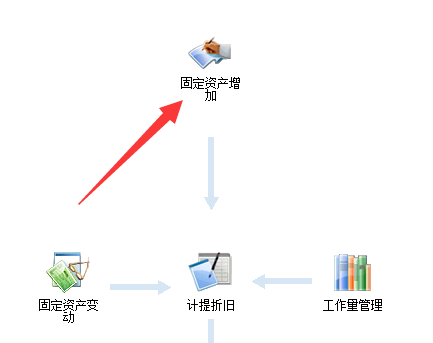 固定资产增
加
固定资产变
动
计提折旧
工作量管理